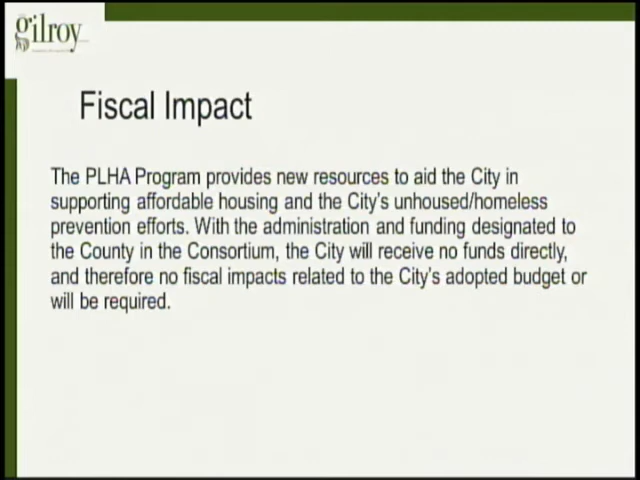 gilroy
Fiscal Impact
The PLHA Program provides new resources to aid the City in
supporting affordable housing and the City's unhoused/homeless
prevention efforts. With the administration and funding designated to
the County in the Consortium, the City will receive no funds directly,
and therefore no fiscal impacts related to the City's adopted budget or
will be required.